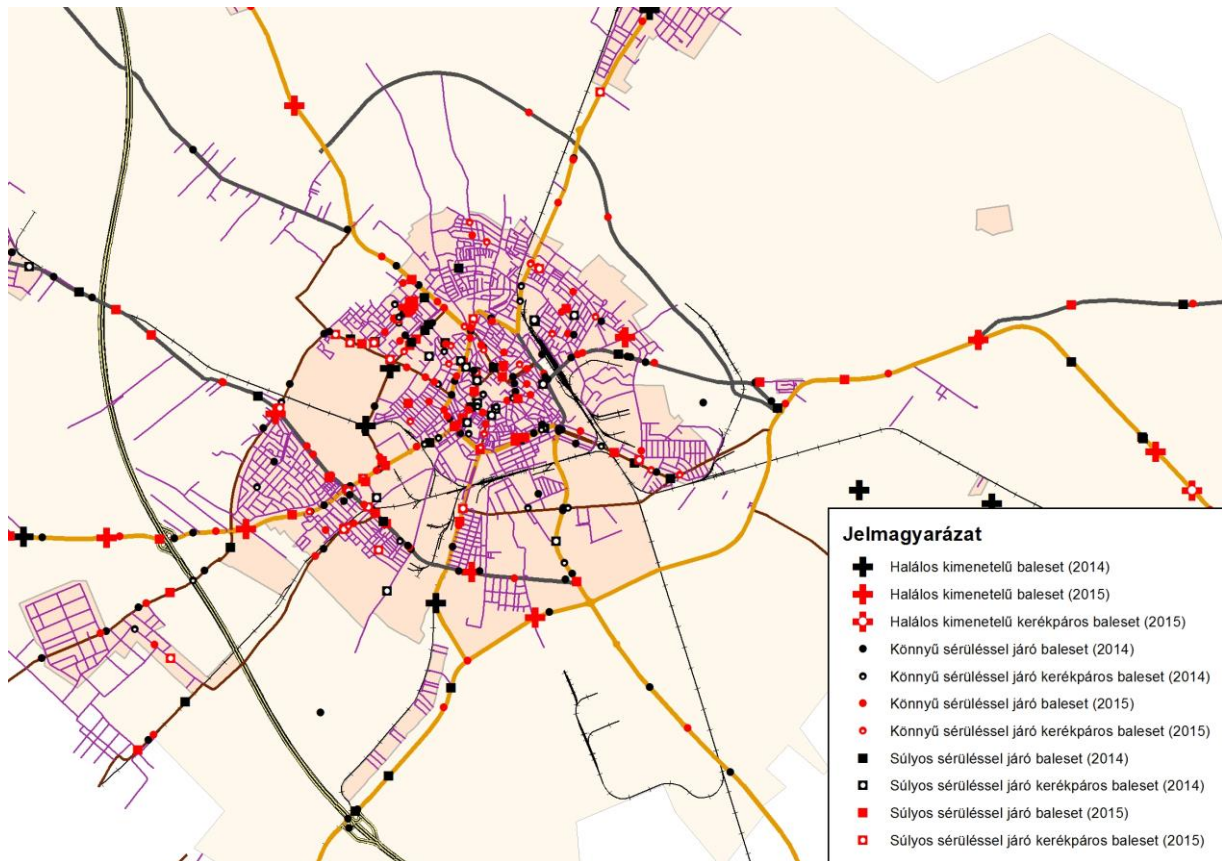 Jelmagyarázat
Halálos kimenetelű baleset (2014)
Halálos kimenetelű baleset (2015)
Halálos kimenetelű kerékpáros baleset (2015)
Könnyű sérüléssel járó baleset (2014)
Könnyű sérüléssel járó kerékpáros baleset (2014)
Könnyű sérüléssel járó baleset (2015)
Könnyű sérüléssel járó kerékpáros baleset (2015)
Súlyos sérüléssel járó baleset (2014)
Súlyos sérüléssel járó kerékpáros baleset (2014)
Súlyos sérüléssel járó baleset (2015)
Súlyos sérüléssel járó kerékpáros baleset (2015)